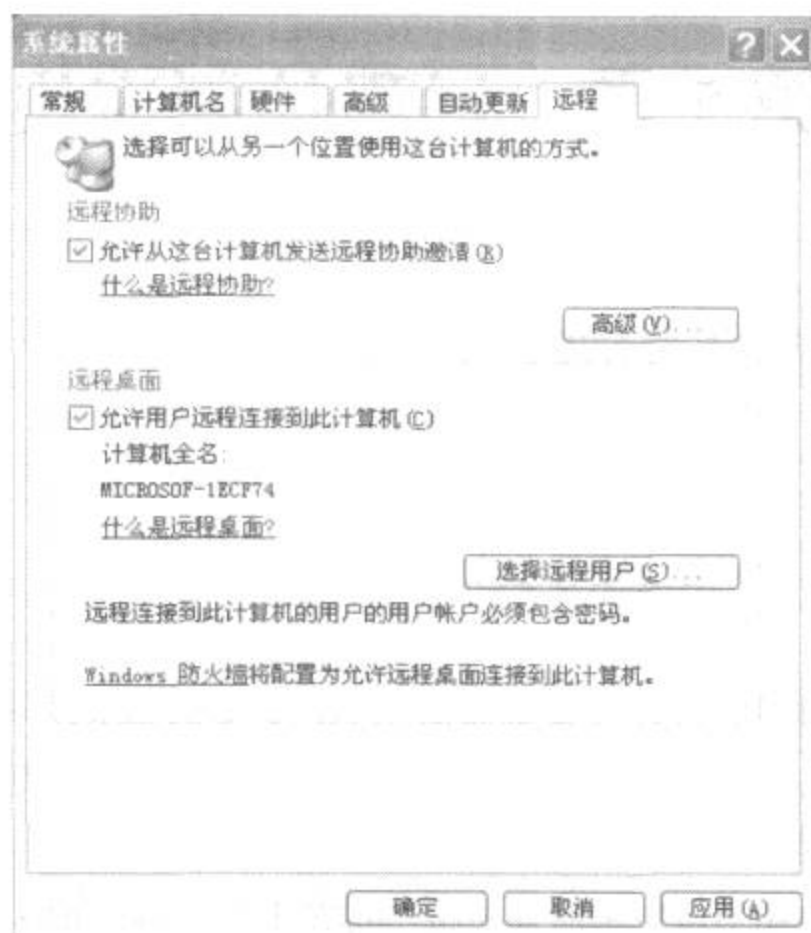 系统属性
常规 计算机名 硬件 高级 自动更新 远程
选择可以从另一个位置使用这台计算机的方式。
远程协助
允许从这台计算机发送远程协助邀请(R)
什么是远程协助?
高级(V)...
远程桌面
允许用户远程连接到此计算机(C)
计算机全名:
MICROSOF-1ECF74
什么是远程桌面?
选择远程用户(S)...
远程连接到此计算机的用户的用户帐户必须包含密码。
Windows 防火墙将配置为允许远程桌面连接到此计算机。
确定 取消 应用(A)